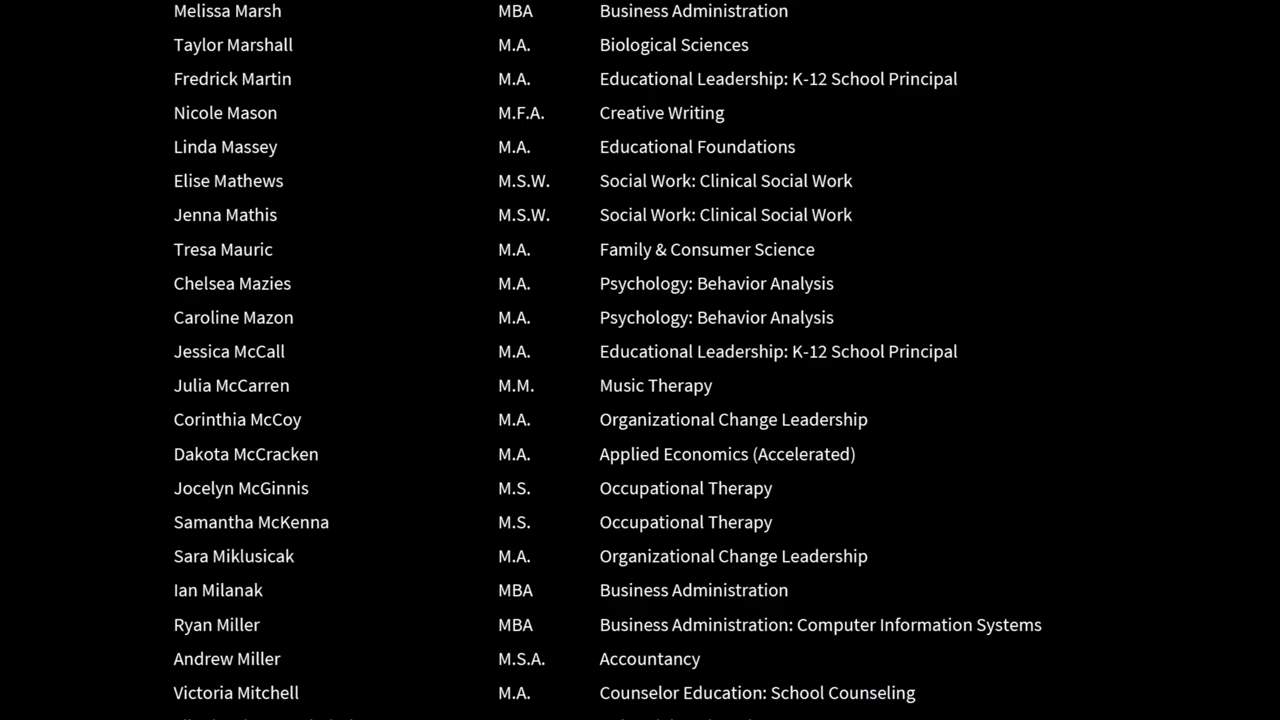 Melissa Marsh MBA Business Administration
Taylor Marshall M.A. Biological Sciences
Fredrick Martin M.A. Educational Leadership: K-12 School Principal
Nicole Mason M.F.A. Creative Writing
Linda Massey M.A. Educational Foundations
Elise Mathews M.S.W. Social Work: Clinical Social Work
Jenna Mathis M.S.W. Social Work: Clinical Social Work
Tresa Mauric M.A. Family & Consumer Science
Chelsea Mazies M.A. Psychology: Behavior Analysis
Caroline Mazon M.A. Psychology: Behavior Analysis
Jessica McCall M.A. Educational Leadership: K-12 School Principal
Julia McCarren M.M. Music Therapy
Corinthia McCoy M.A. Organizational Change Leadership
Dakota McCracken M.A. Applied Economics (Accelerated)
Jocelyn McGinnis M.S. Occupational Therapy
Samantha McKenna M.S. Occupational Therapy
Sara Miklusicak M.A. Organizational Change Leadership
Ian Milanak MBA Business Administration
Ryan Miller MBA Business Administration: Computer Information Systems
Andrew Miller M.S.A. Accountancy
Victoria Mitchell M.A. Counselor Education: School Counseling